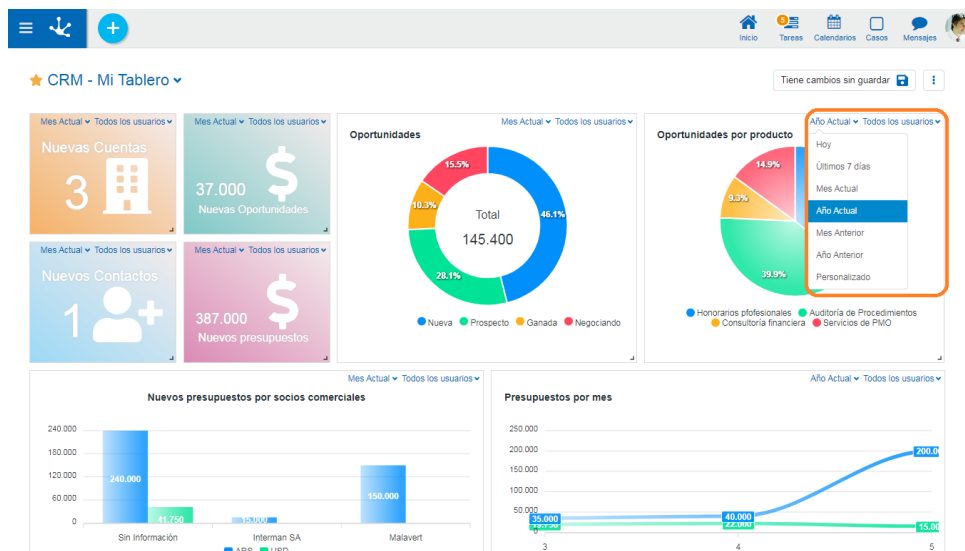 +
5
Inicio Tareas Calendarios Casos Mensajes
CRM - Mi Tablero
Tiene cambios sin guardar
Mes Actual Todos los usuarios
Nuevas Cuentas
3
Mes Actual Todos los usuarios
37.000
Nuevas Oportunidades
Mes Actual Todos los usuarios
Nuevos Contactos
1
Mes Actual Todos los usuarios
387.000
Nuevos presupuestos
Mes Actual Todos los usuarios
Oportunidades
15.5%
10.3%
46.1%
28.1%
Total
145.400
Nueva Prospecto Ganada Negociando
Año Actual Todos los usuarios
Oportunidades por producto
14.9%
9.3%
39.9%
Hoy
Últimos 7 días
Mes Actual
Año Actual
Mes Anterior
Año Anterior
Personalizado
Honorarios pfofesionales Auditoría de Procedimientos
Consultoría financiera Servicios de PMO
Mes Actual Todos los usuarios
Nuevos presupuestos por socios comerciales
240.000
180.000
120.000
60.000
0
240.000
41.750
15.000
150.000
Sin Información Interman SA Malavert
ARS USD
Año Actual Todos los usuarios
Presupuestos por mes
250.000
200.000
150.000
100.000
50.000
0
35.000
19.750
40.000
22.000
200.0
15.00
3 4 5